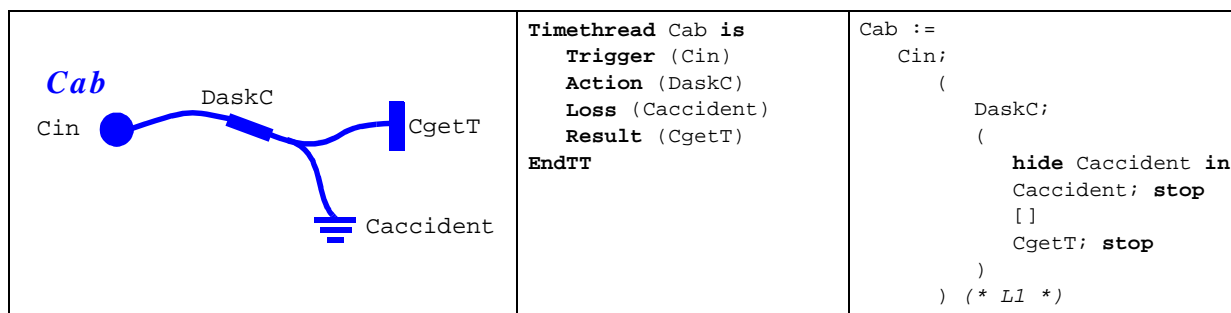 Cab
DaskC
Cin
CgetT
Caccident
Timethread Cab is
Trigger (Cin)
Action (DaskC)
Loss (Caccident)
Result (CgetT)
EndTT
Cab :=
Cin;
(
DaskC;
(
hide Caccident in
Caccident; stop
[]
CgetT; stop
)
) (* L1 *)